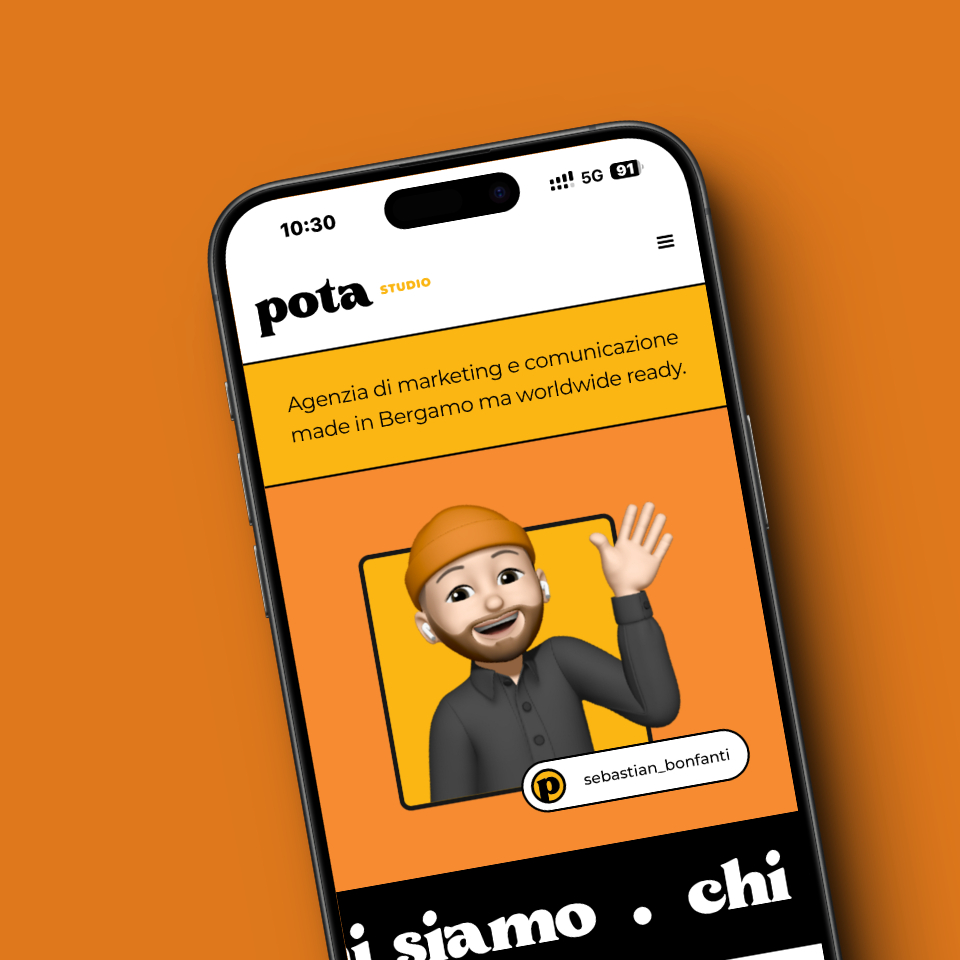 10:30
5G 91
pota STUDIO
Agenzia di marketing e comunicazione
made in Bergamo ma worldwide ready.
p sebastian_bonfanti
i siamo • chi